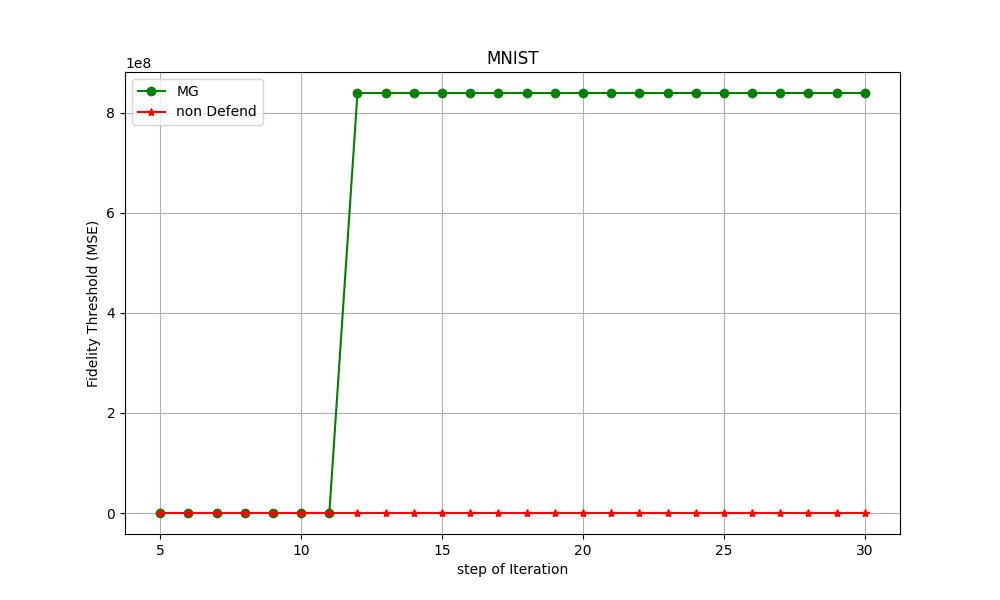 MNIST
1e8
MG
non Defend
8
6
4
2
0
Fidelity Threshold (MSE)
5 10 15 20 25 30
step of Iteration